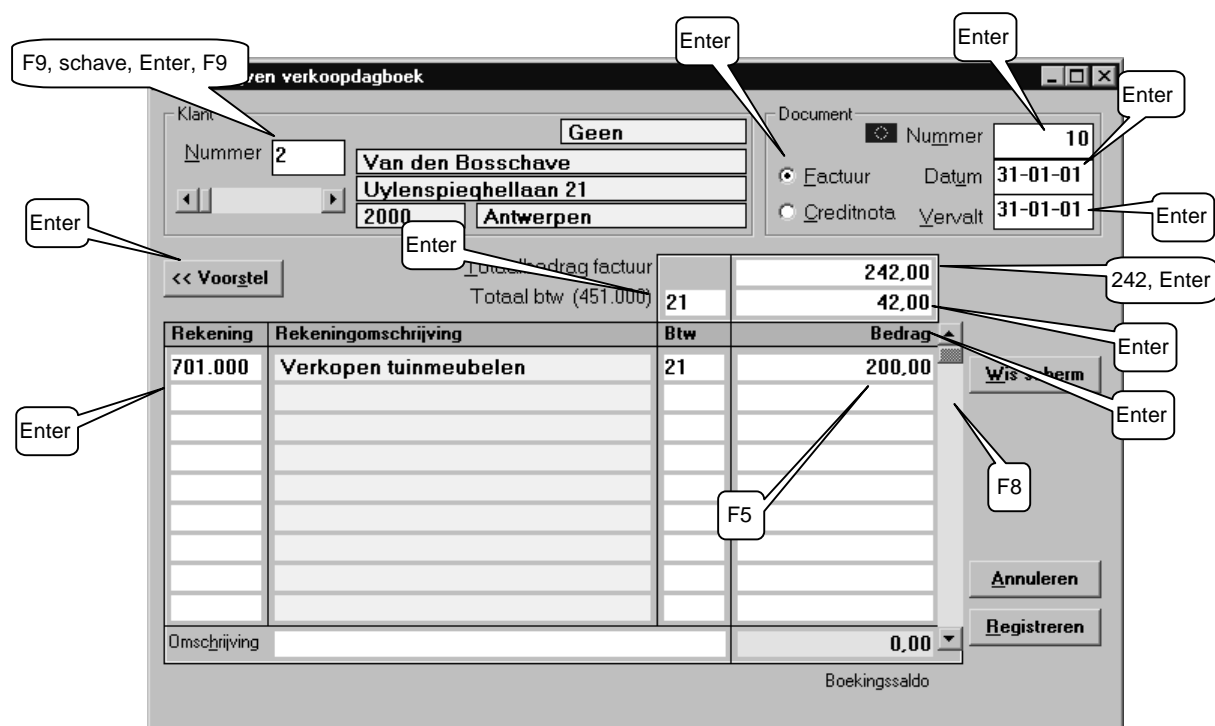 Enter
Enter
F9, schave, Enter, F9
ven verkoopdagboek
Enter
Klant
Document
Geen
Nummer 10
Nummer 2
Van den Bosschave
Factuur
Datum 31-01-01
Uylenspieghellaan 21
Creditnota
Vervalt 31-01-01
Enter
2000 Antwerpen
Enter
Enter
<< Voorstel
Totaalbedrag factuur 242,00
242, Enter
Totaal btw (451.000) 21 42,00
Rekening Rekeningomschrijving Btw Bedrag
Enter
701.000 Verkopen tuinmeubelen 21 200,00
Wis scherm
Enter
Enter
F8
F5
Annuleren
Registreren
Omschrijving 0,00
Boekingssaldo